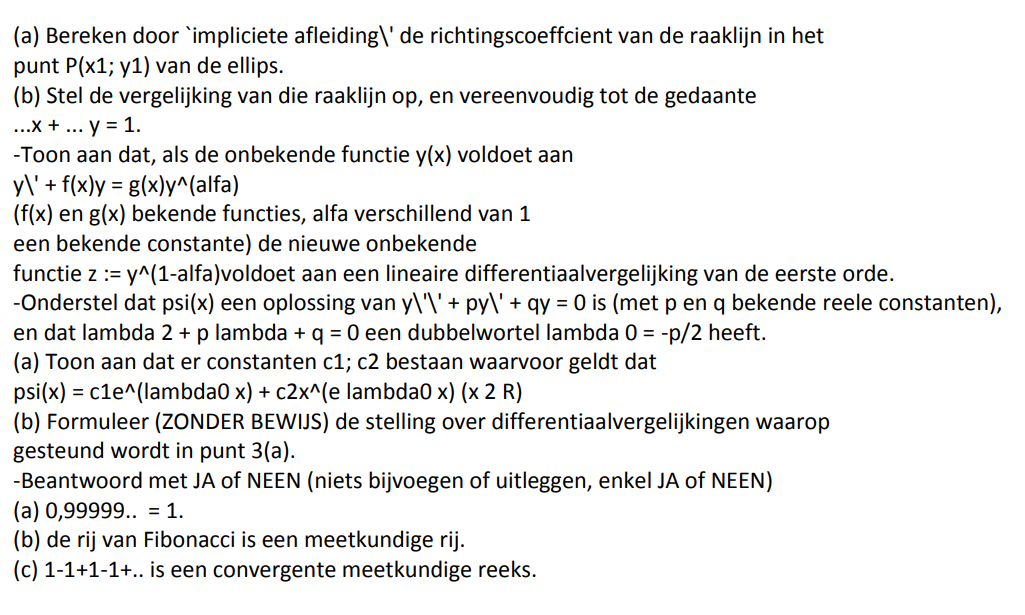 (a) Bereken door `impliciete afleiding\' de richtingscoeffcient van de raaklijn in het
punt P(x1; y1) van de ellips.
(b) Stel de vergelijking van die raaklijn op, en vereenvoudig tot de gedaante
...x + ... y = 1.
-Toon aan dat, als de onbekende functie y(x) voldoet aan
y\' + f(x)y = g(x)y^(alfa)
(f(x) en g(x) bekende functies, alfa verschillend van 1
een bekende constante) de nieuwe onbekende
functie z := y^(1-alfa)voldoet aan een lineaire differentiaalvergelijking van de eerste orde.
-Onderstel dat psi(x) een oplossing van y\'\' + py\' + qy = 0 is (met p en q bekende reele constanten),
en dat lambda 2 + p lambda + q = 0 een dubbelwortel lambda 0 = -p/2 heeft.
(a) Toon aan dat er constanten c1; c2 bestaan waarvoor geldt dat
psi(x) = c1e^(lambda0 x) + c2x^(e lambda0 x) (x 2 R)
(b) Formuleer (ZONDER BEWIJS) de stelling over differentiaalvergelijkingen waarop
gesteund wordt in punt 3(a).
-Beantwoord met JA of NEEN (niets bijvoegen of uitleggen, enkel JA of NEEN)
(a) 0,99999.. = 1.
(b) de rij van Fibonacci is een meetkundige rij.
(c) 1-1+1-1+.. is een convergente meetkundige reeks.